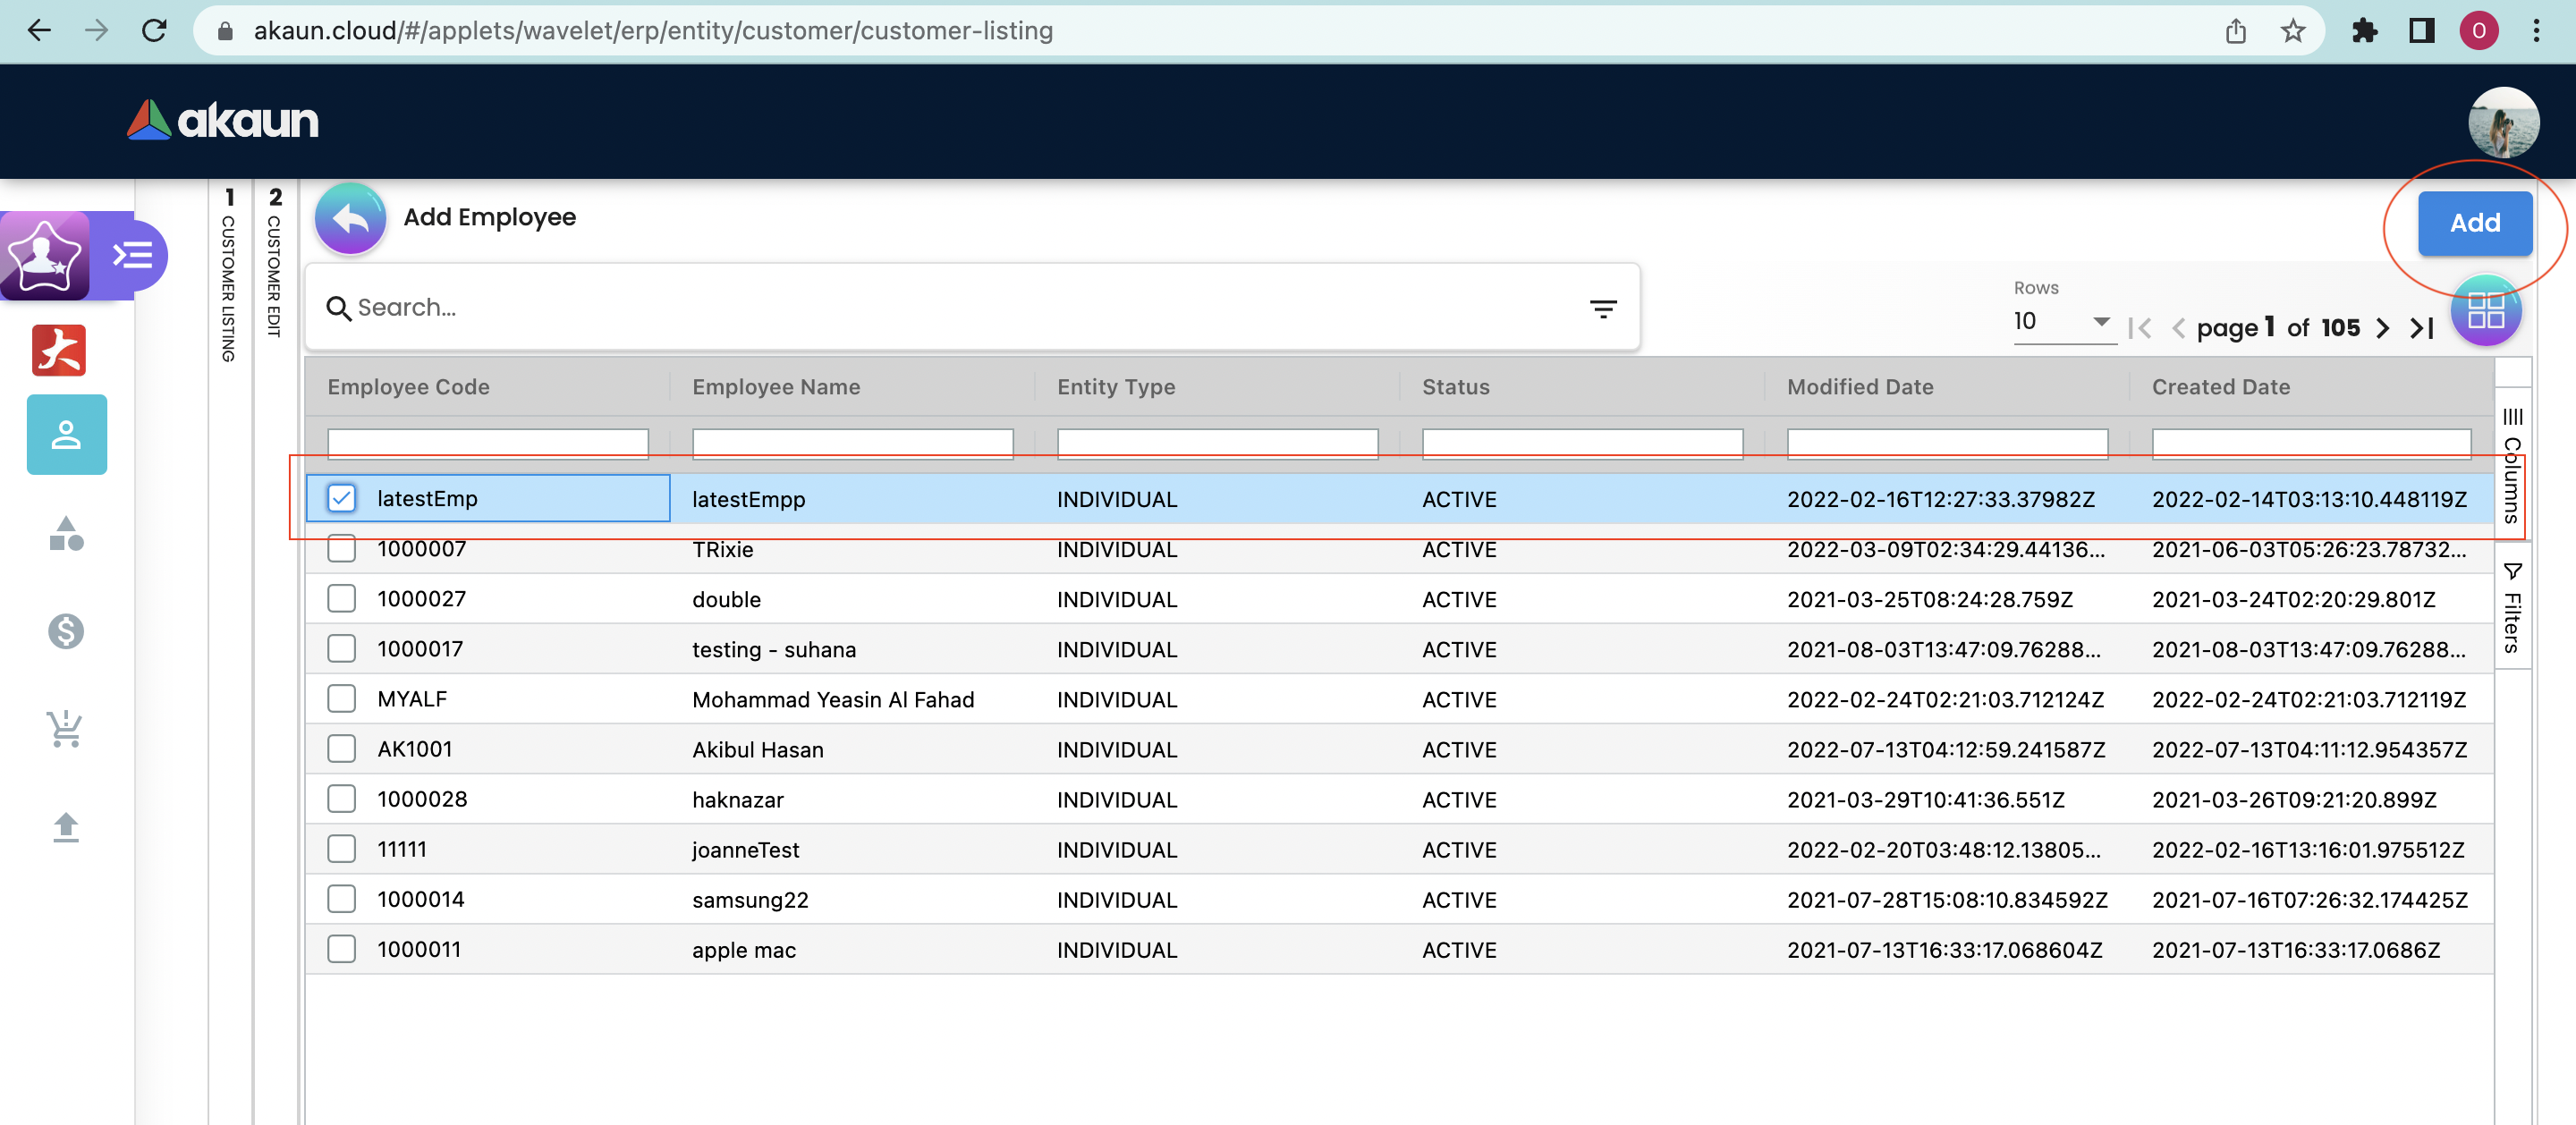 akaun.cloud/#/applets/wavelet/erp/entity/customer/customer-listing
O
akaun
1 CUSTOMER LISTING
2 CUSTOMER EDIT
Add Employee
Add
Search...
Rows
10
page 1 of 105
Employee Code Employee Name Entity Type Status Modified Date Created Date
latestEmp latestEmpp INDIVIDUAL ACTIVE 2022-02-16T12:27:33.37982Z 2022-02-14T03:13:10.448119Z
1000007 TRixie INDIVIDUAL ACTIVE 2022-03-09T02:34:29.44136... 2021-06-03T05:26:23.78732...
1000027 double INDIVIDUAL ACTIVE 2021-03-25T08:24:28.759Z 2021-03-24T02:20:29.801Z
1000017 testing - suhana INDIVIDUAL ACTIVE 2021-08-03T13:47:09.76288... 2021-08-03T13:47:09.76288...
MYALF Mohammad Yeasin Al Fahad INDIVIDUAL ACTIVE 2022-02-24T02:21:03.712124Z 2022-02-24T02:21:03.712119Z
AK1001 Akibul Hasan INDIVIDUAL ACTIVE 2022-07-13T04:12:59.241587Z 2022-07-13T04:11:12.954357Z
1000028 haknazar INDIVIDUAL ACTIVE 2021-03-29T10:41:36.551Z 2021-03-26T09:21:20.899Z
11111 joanneTest INDIVIDUAL ACTIVE 2022-02-20T03:48:12.13805... 2022-02-16T13:16:01.975512Z
1000014 samsung22 INDIVIDUAL ACTIVE 2021-07-28T15:08:10.834592Z 2021-07-16T07:26:32.174425Z
1000011 apple mac INDIVIDUAL ACTIVE 2021-07-13T16:33:17.068604Z 2021-07-13T16:33:17.0686Z
Columns
Filters